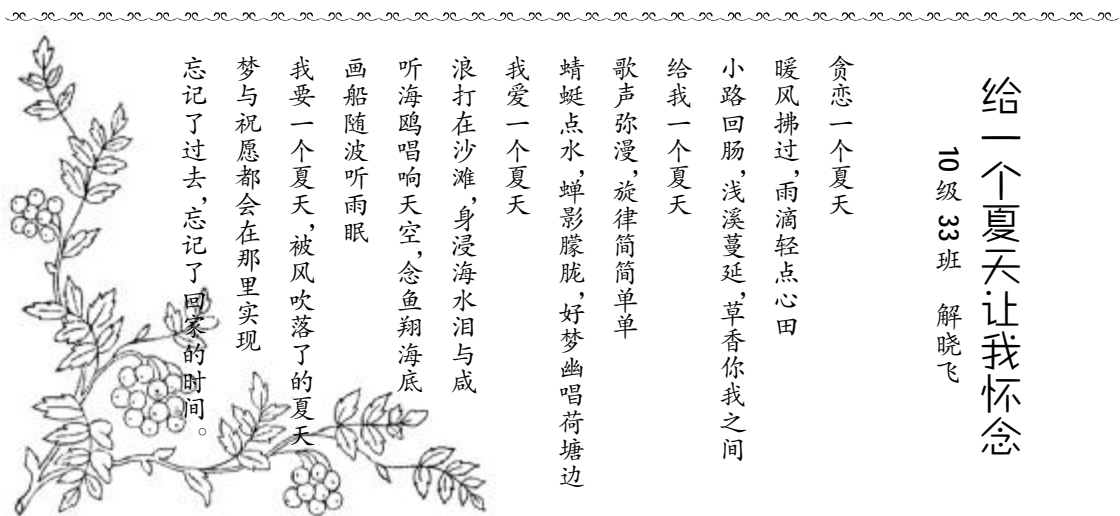 给一个夏天让我怀念
10级33班 解晓飞
贪恋一个夏天
暖风拂过,雨滴轻点心田
小路回肠,浅溪蔓延,草香你我之间
给我一个夏天
歌声弥漫,旋律简简单单
蜻蜓点水,蝉影朦胧,好梦幽唱荷塘边
我爱一个夏天
浪打在沙滩,身浸海水泪与咸
听海鸥唱响天空,念鱼翔海底
画船随波听雨眠
我要一个夏天,被风吹落了的夏天
梦与祝愿都会在那里实现
忘记了过去,忘记了回家的时间。